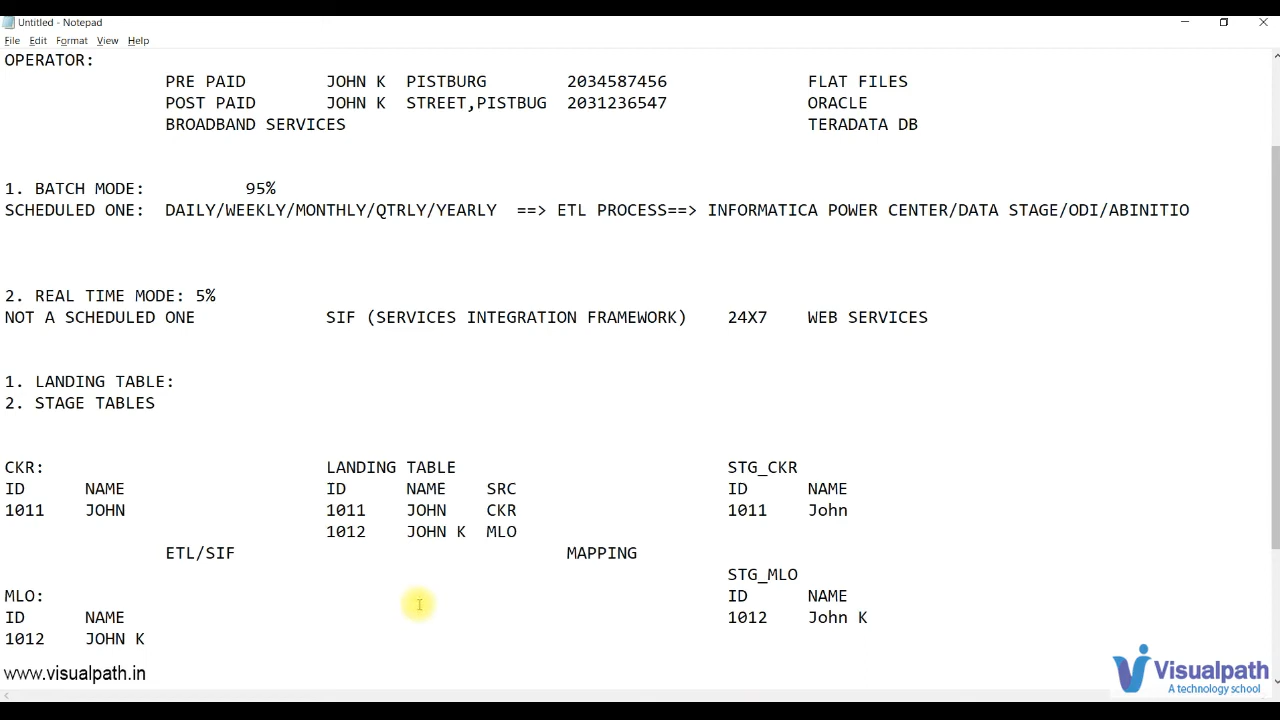 Untitled - Notepad
File Edit Format View Help
OPERATOR:
PRE PAID JOHN K PISTBURG 2034587456 FLAT FILES
POST PAID JOHN K STREET,PISTBUG 2031236547 ORACLE
BROADBAND SERVICES TERADATA DB
1. BATCH MODE: 95%
SCHEDULED ONE: DAILY/WEEKLY/MONTHLY/QTRLY/YEARLY ==> ETL PROCESS==> INFORMATICA POWER CENTER/DATA STAGE/ODI/ABINITIO
2. REAL TIME MODE: 5%
NOT A SCHEDULED ONE SIF (SERVICES INTEGRATION FRAMEWORK) 24X7 WEB SERVICES
1. LANDING TABLE:
2. STAGE TABLES
CKR: LANDING TABLE STG_CKR
ID NAME ID NAME SRC ID NAME
1011 JOHN 1011 JOHN CKR 1011 John
1012 JOHN K MLO
ETL/SIF MAPPING
STG_MLO
MLO: ID NAME
ID NAME 1012 John K
1012 JOHN K
www.visualpath.in
Visualpath
A technology school